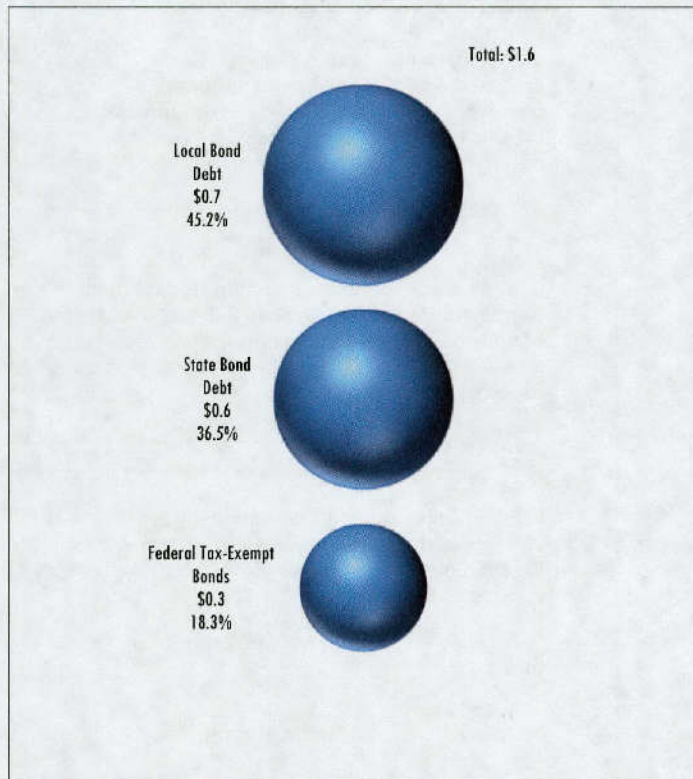 Total: $1.6
Local Bond
Debt
$0.7
45.2%
State Bond
Debt
$0.6
36.5%
Federal Tax-Exempt
Bonds
$0.3
18.3%